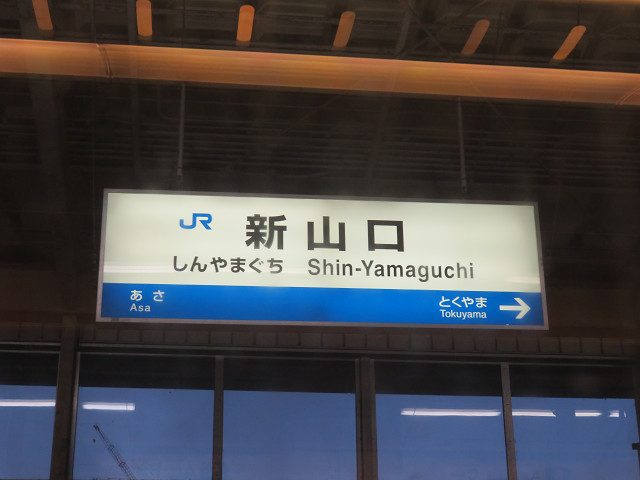 JR 新山口
しんやまぐち Shin-Yamaguchi
あさ とくやま →
Asa Tokuyama